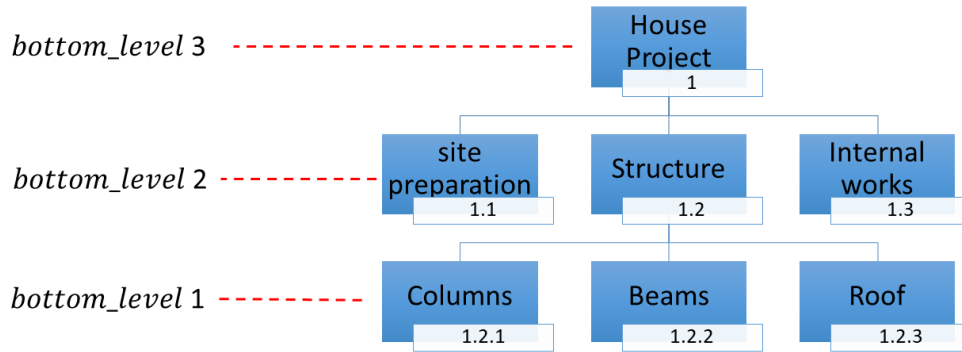 bottom_level 3
House
Project
1
bottom_level 2
site
preparation
1.1
Structure
1.2
Internal
works
1.3
bottom_level 1
Columns
1.2.1
Beams
1.2.2
Roof
1.2.3